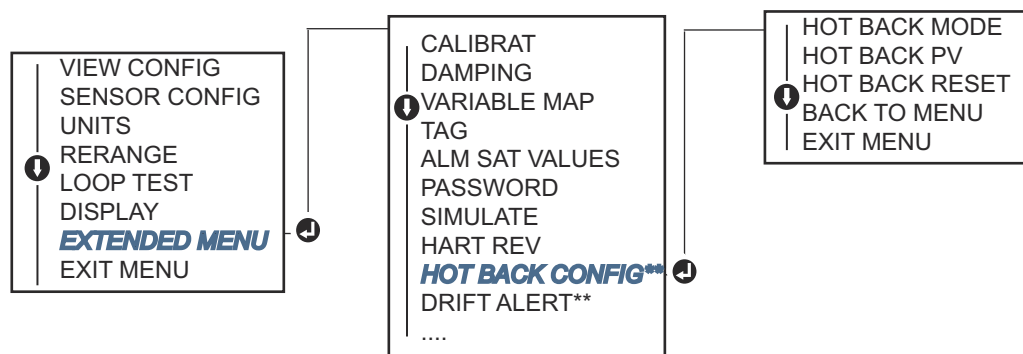 VIEW CONFIG
SENSOR CONFIG
UNITS
RERANGE
LOOP TEST
DISPLAY
EXTENDED MENU
EXIT MENU
CALIBRAT
DAMPING
VARIABLE MAP
TAG
ALM SAT VALUES
PASSWORD
SIMULATE
HART REV
HOT BACK CONFIG**
DRIFT ALERT**
....
HOT BACK MODE
HOT BACK PV
HOT BACK RESET
BACK TO MENU
EXIT MENU